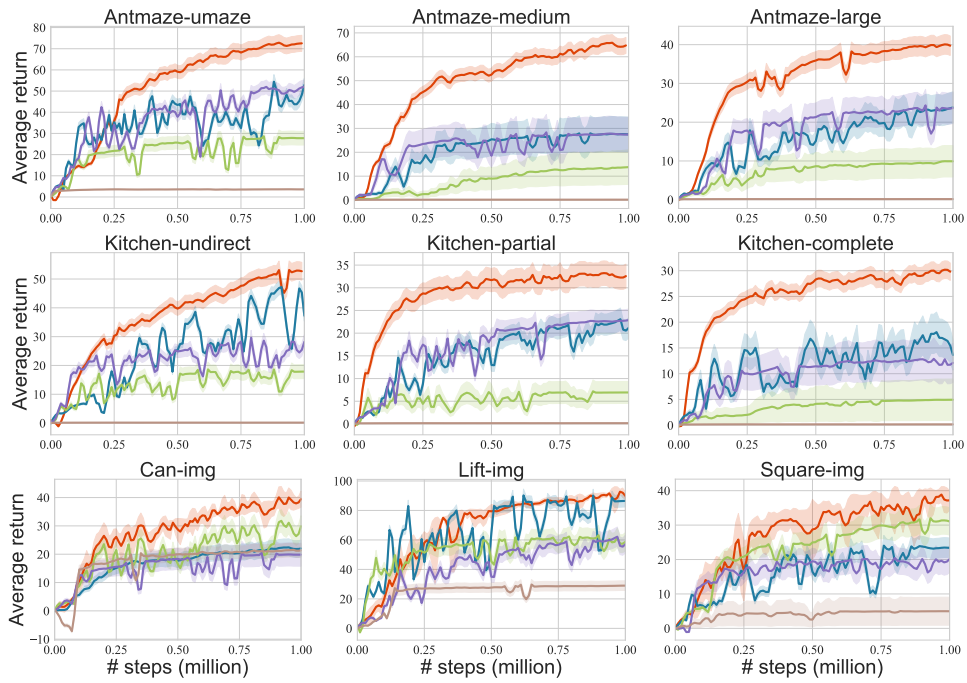 Antmaze-umaze Antmaze-medium Antmaze-large
Average return
80 70 60 50 40 30 20 10 0
70 60 50 40 30 20 10 0
40 30 20 10 0
0.00 0.25 0.50 0.75 1.00
0.00 0.25 0.50 0.75 1.00
0.00 0.25 0.50 0.75 1.00
Kitchen-undirect Kitchen-partial Kitchen-complete
Average return
50 40 30 20 10 0
35 30 25 20 15 10 5 0
30 25 20 15 10 5 0
0.00 0.25 0.50 0.75 1.00
0.00 0.25 0.50 0.75 1.00
0.00 0.25 0.50 0.75 1.00
Can-img Lift-img Square-img
Average return
40 30 20 10 0 −10
100 80 60 40 20 0
40 30 20 10 0
0.00 0.25 0.50 0.75 1.00
0.00 0.25 0.50 0.75 1.00
0.00 0.25 0.50 0.75 1.00
# steps (million) # steps (million) # steps (million)